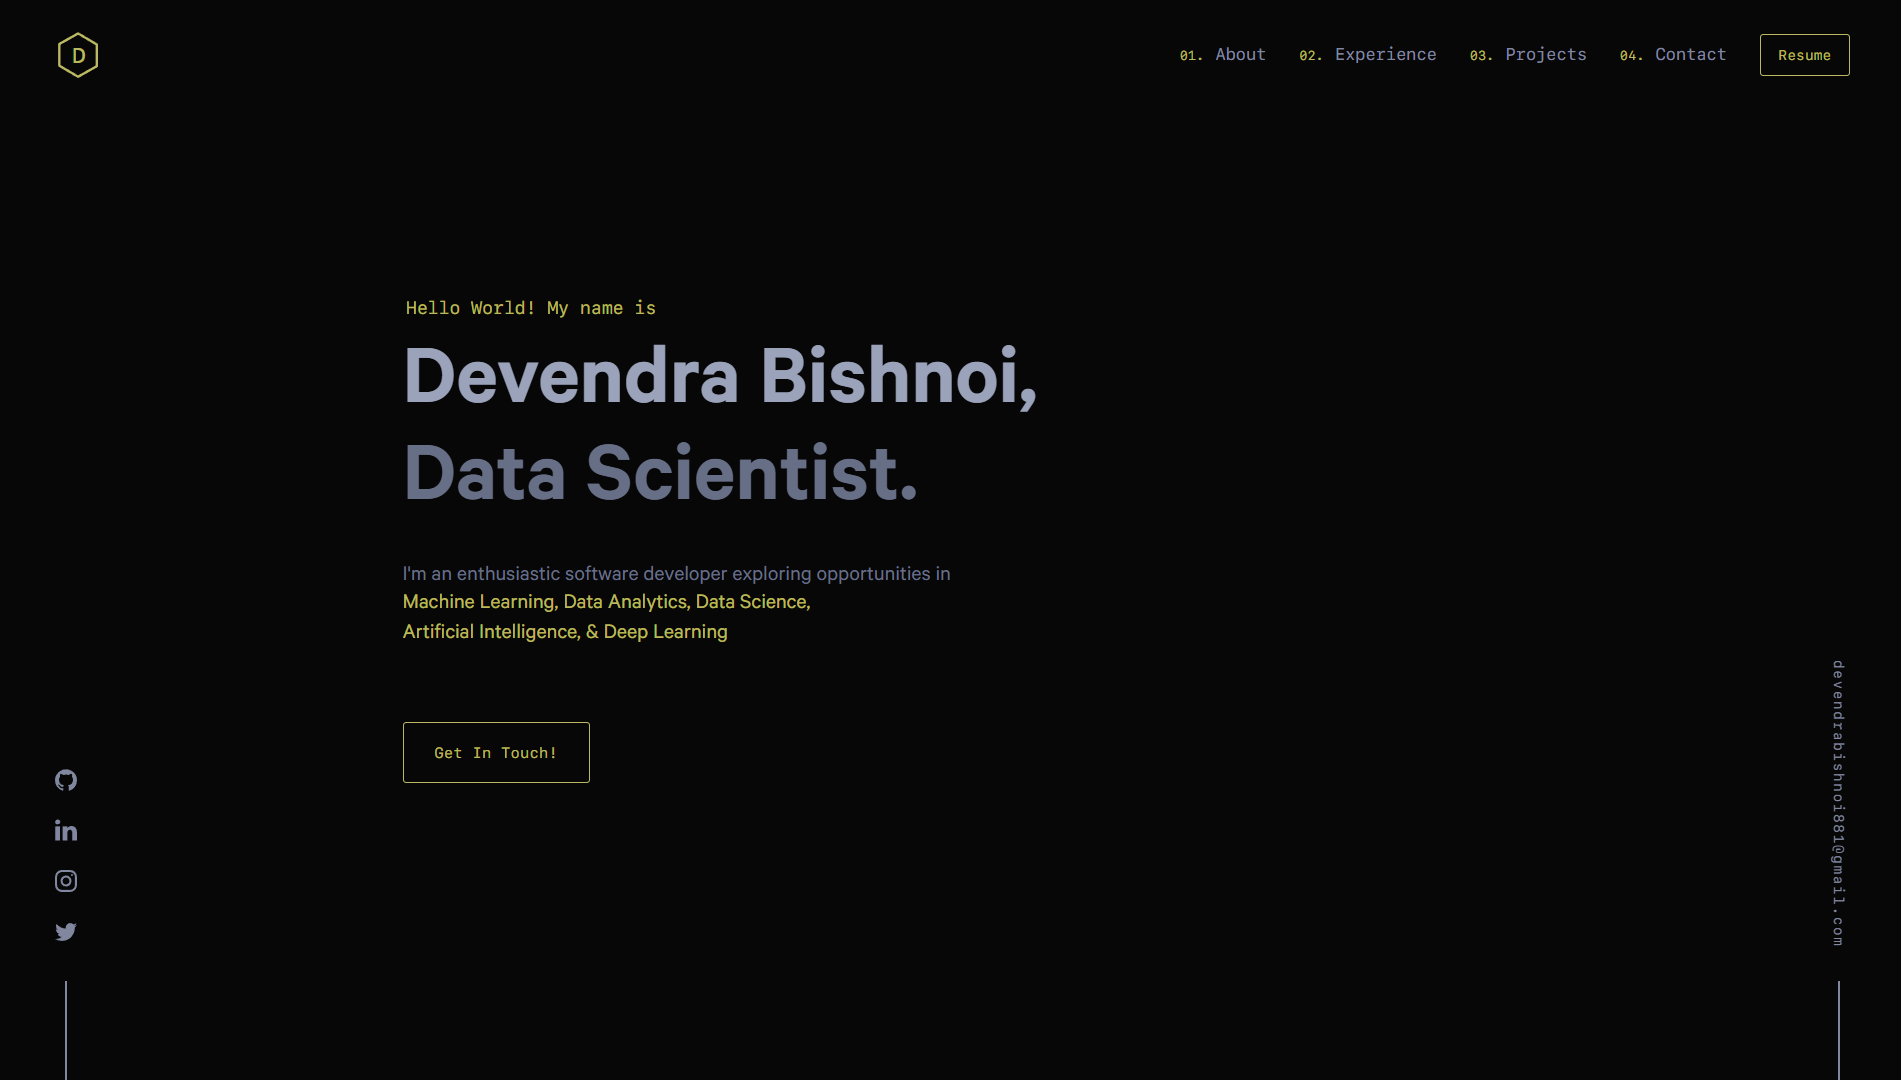 D
01. About 02. Experience 03. Projects 04. Contact Resume
Hello World! My name is
Devendra Bishnoi,
Data Scientist.
I'm an enthusiastic software developer exploring opportunities in
Machine Learning, Data Analytics, Data Science,
Artificial Intelligence, & Deep Learning
Get In Touch!
devendrabishnoi881@gmail.com